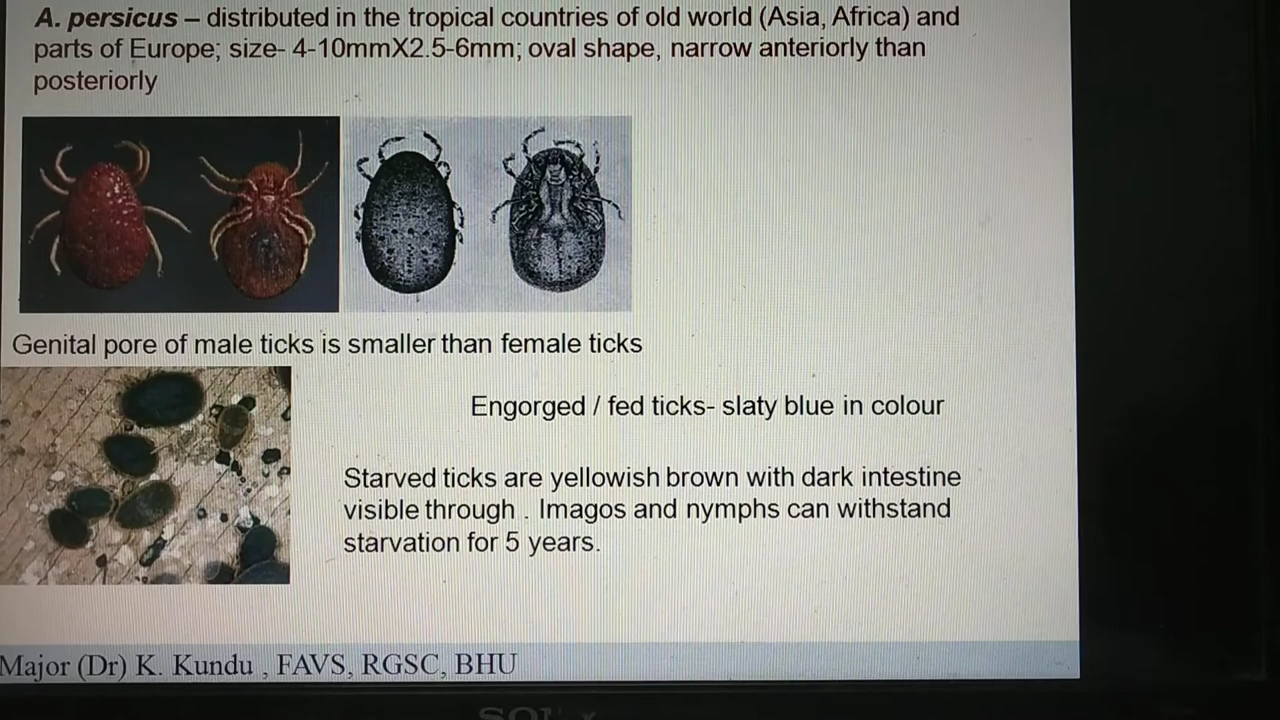 A. persicus – distributed in the tropical countries of old world (Asia, Africa) and
parts of Europe; size- 4-10mmX2.5-6mm; oval shape, narrow anteriorly than
posteriorly
Genital pore of male ticks is smaller than female ticks
Engorged / fed ticks- slaty blue in colour
Starved ticks are yellowish brown with dark intestine
visible through . Imagos and nymphs can withstand
starvation for 5 years.
Major (Dr) K. Kundu , FAVS, RGSC, BHU